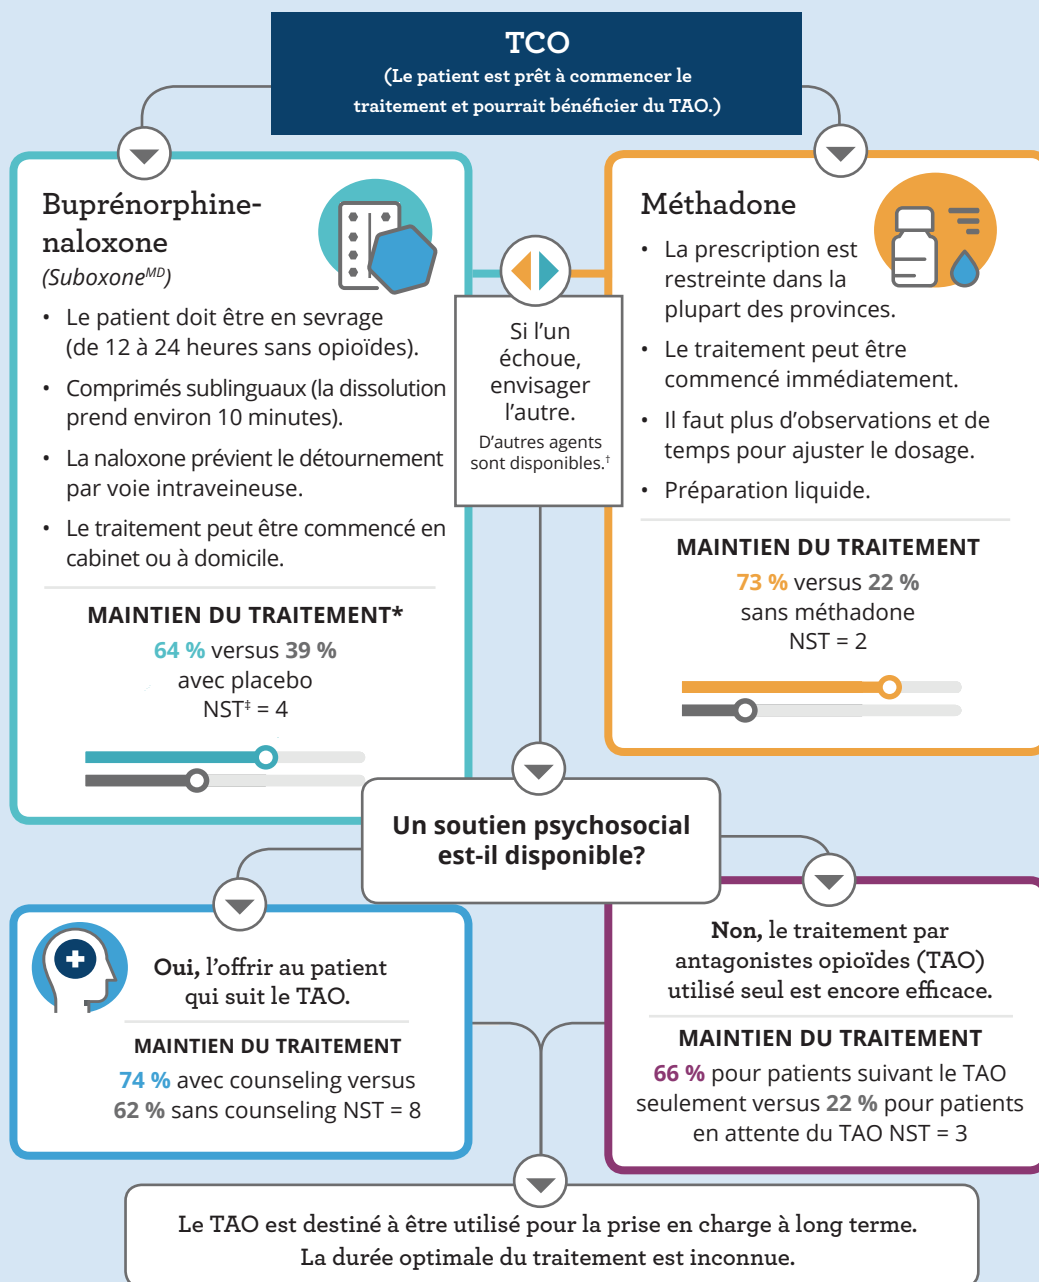 TCO
(Le patient est prêt à commencer le
traitement et pourrait bénéficier du TAO.)
Buprénorphine-
naloxone
(Suboxone^MD)
• Le patient doit être en sevrage
(de 12 à 24 heures sans opioïdes).
• Comprimés sublinguaux (la dissolution
prend environ 10 minutes).
• La naloxone prévient le détournement
par voie intraveineuse.
• Le traitement peut être commencé en
cabinet ou à domicile.
MAINTIEN DU TRAITEMENT*
64 % versus 39 %
avec placebo
NST‡ = 4
Si l’un
échoue,
envisager
l’autre.
D’autres agents
sont disponibles.†
Méthadone
• La prescription est
restreinte dans la
plupart des provinces.
• Le traitement peut être
commencé immédiatement.
• Il faut plus d’observations et de
temps pour ajuster le dosage.
• Préparation liquide.
MAINTIEN DU TRAITEMENT
73 % versus 22 %
sans méthadone
NST = 2
Un soutien psychosocial
est-il disponible?
Oui, l’offrir au patient
qui suit le TAO.
MAINTIEN DU TRAITEMENT
74 % avec counseling versus
62 % sans counseling NST = 8
Non, le traitement par
antagonistes opioïdes (TAO)
utilisé seul est encore efficace.
MAINTIEN DU TRAITEMENT
66 % pour patients suivant le TAO
seulement versus 22 % pour patients
en attente du TAO NST = 3
Le TAO est destiné à être utilisé pour la prise en charge à long terme.
La durée optimale du traitement est inconnue.